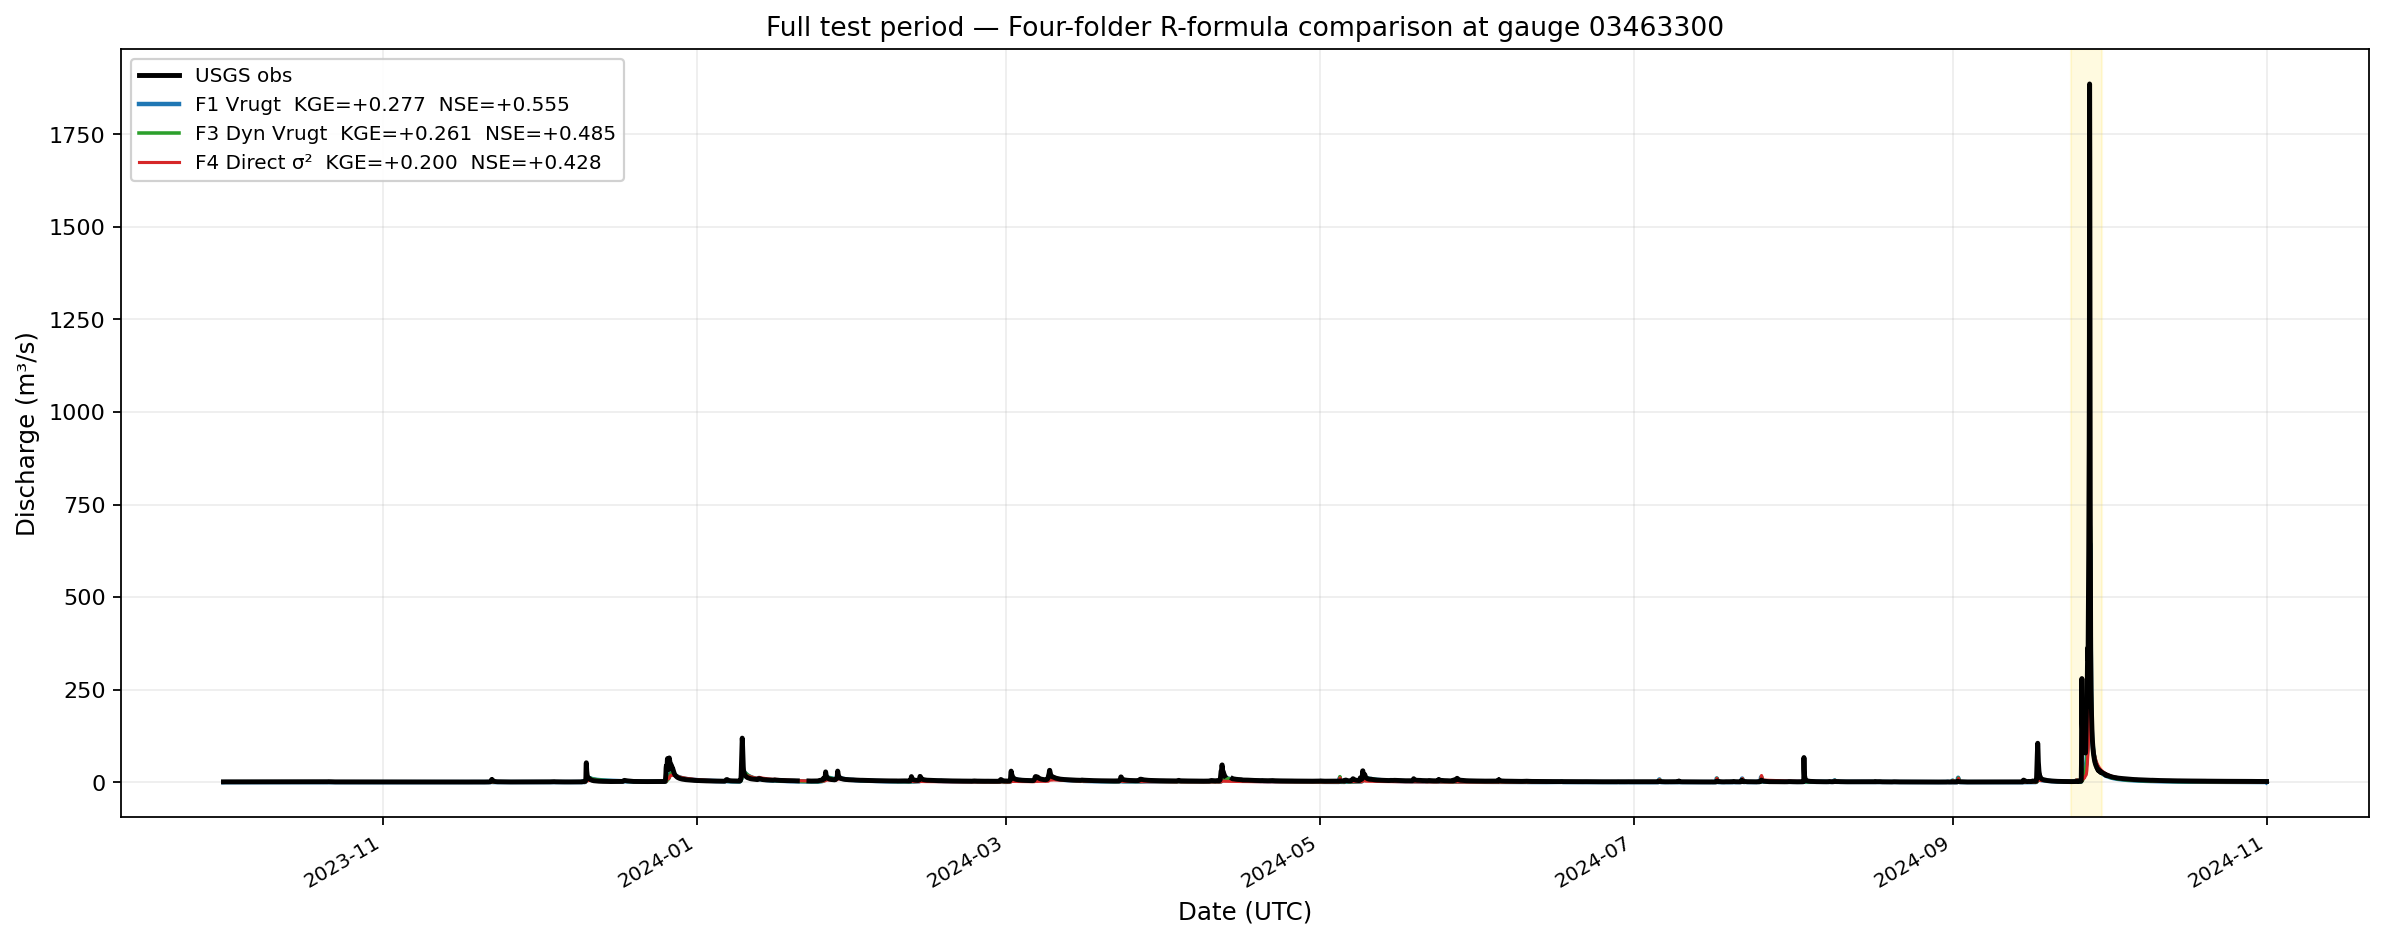 Full test period — Four-folder R-formula comparison at gauge 03463300
USGS obs
F1 Vrugt  KGE=+0.277  NSE=+0.555
F3 Dyn Vrugt  KGE=+0.261  NSE=+0.485
F4 Direct σ²  KGE=+0.200  NSE=+0.428
Discharge (m³/s)
1750
1500
1250
1000
750
500
250
0
2023-11
2024-01
2024-03
2024-05
2024-07
2024-09
2024-11
Date (UTC)